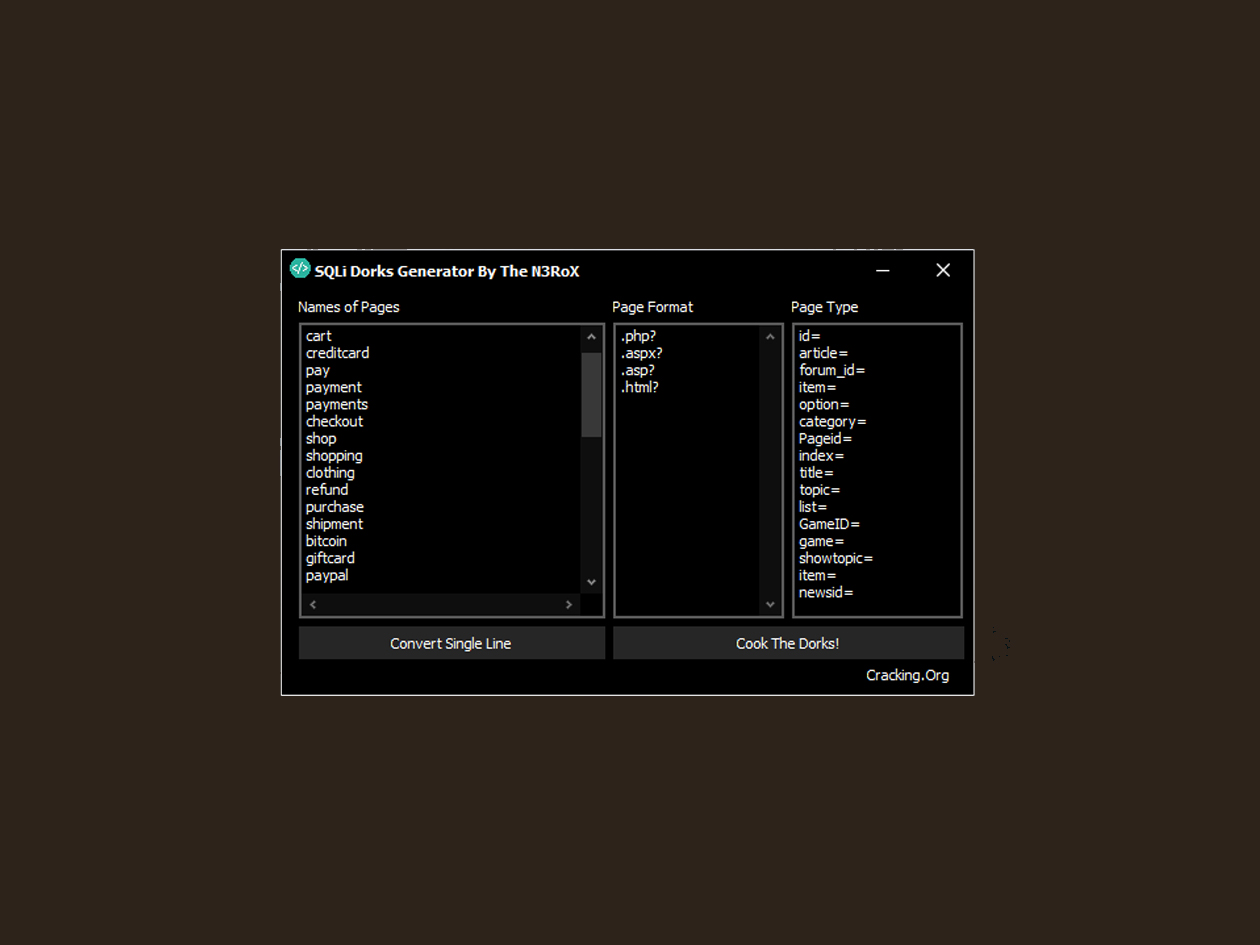 SQLi Dorks Generator By The N3RoX
Names of Pages
cart
creditcard
pay
payment
payments
checkout
shop
shopping
clothing
refund
purchase
shipment
bitcoin
giftcard
paypal
Page Format
.php?
.aspx?
.asp?
.html?
Page Type
id=
article=
forum_id=
item=
option=
category=
Pageid=
index=
title=
topic=
list=
GameID=
game=
showtopic=
item=
newsid=
Convert Single Line
Cook The Dorks!
Cracking.Org